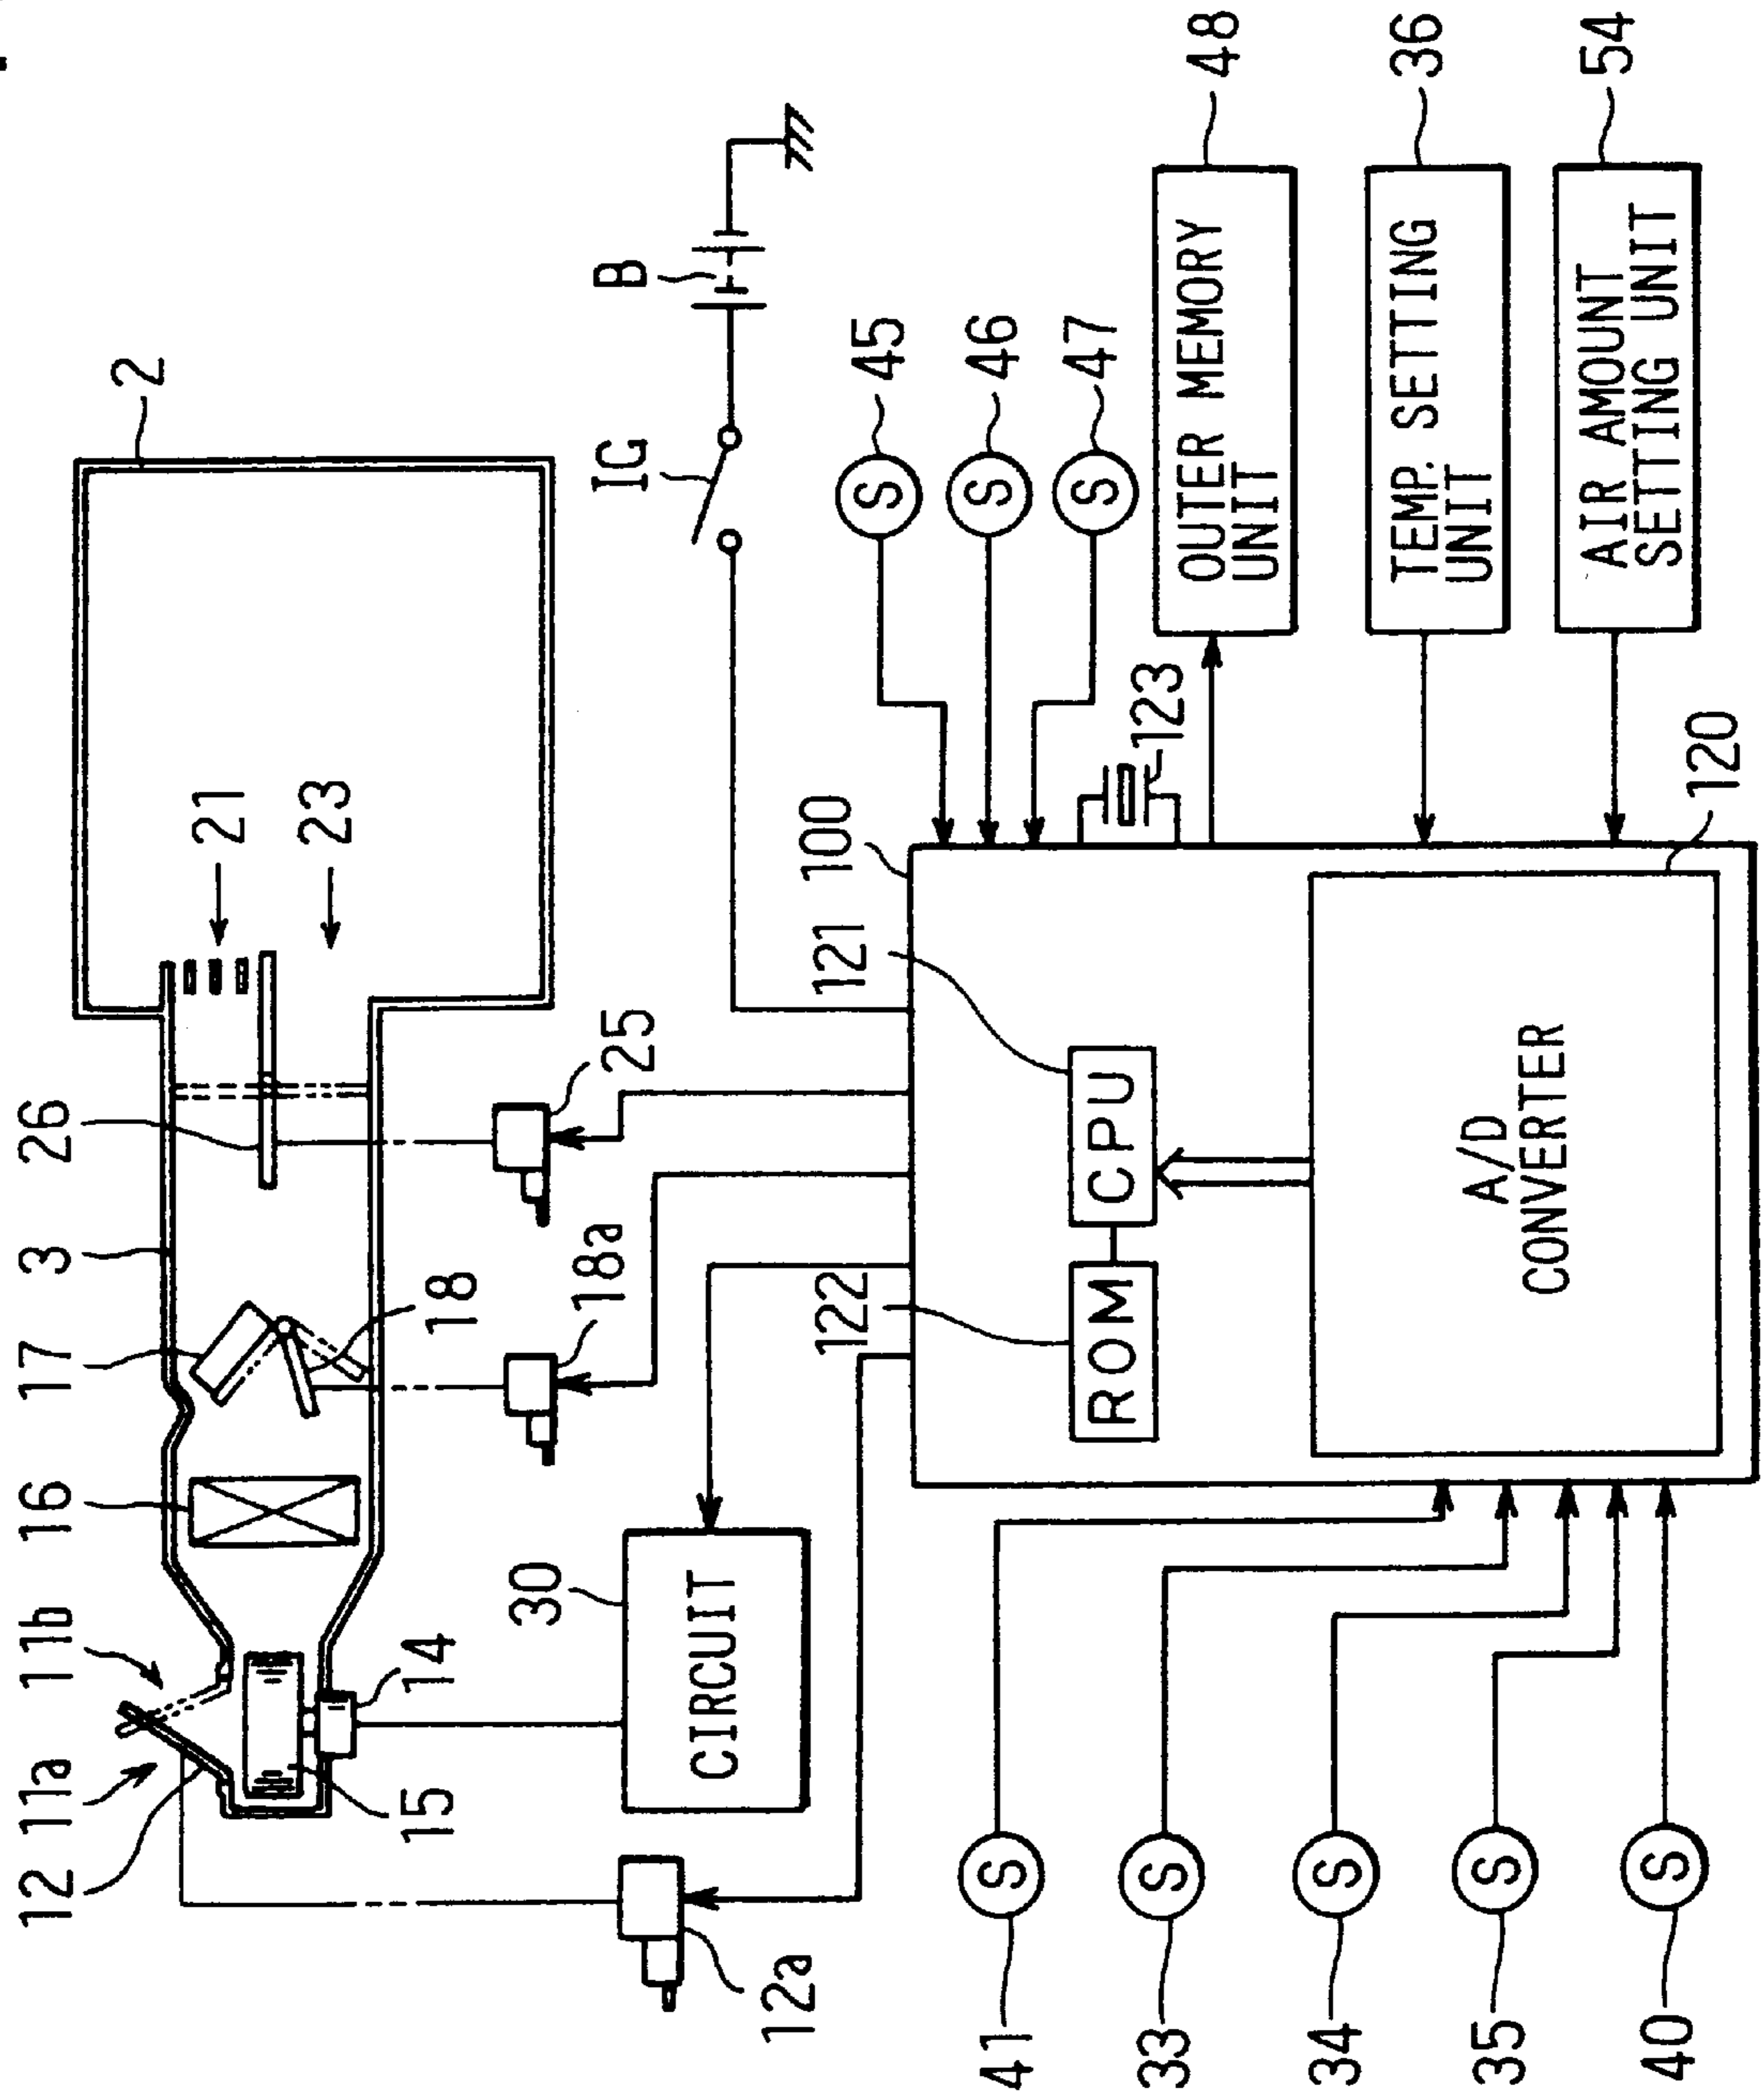 2
21
23
26
3
17
18
16
11b
11a
12
15
14
25
18a
30
CIRCUIT
12a
B
IG
45
S
46
S
47
S
123
100
121
122
CPU
ROM
A/D
CONVERTER
120
OUTER MEMORY
UNIT
48
TEMP. SETTING
UNIT
36
AIR AMOUNT
SETTING UNIT
54
S
41
S
33
S
34
S
35
S
40